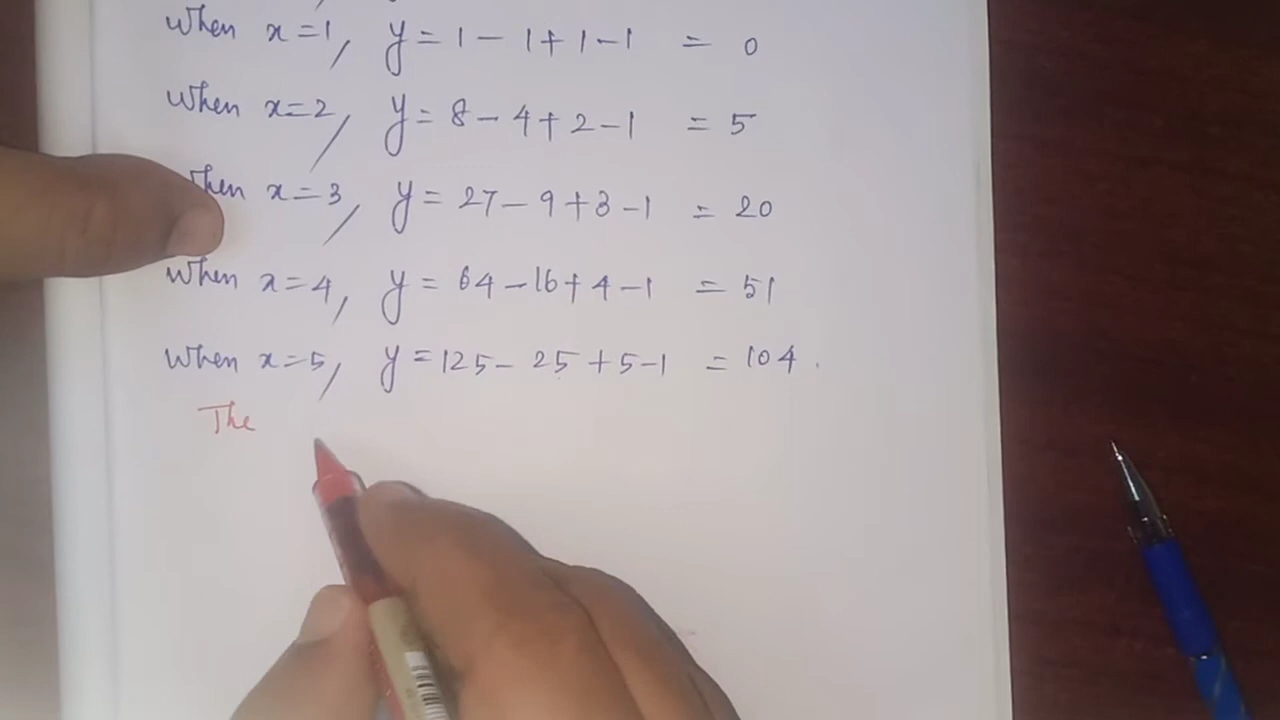 When x=1, y = 1 - 1 + 1 - 1 = 0
When x=2, y = 8 - 4 + 2 - 1 = 5
When x=3, y = 27 - 9 + 3 - 1 = 20
When x=4, y = 64 - 16 + 4 - 1 = 51
When x=5, y = 125 - 25 + 5 - 1 = 104.
The